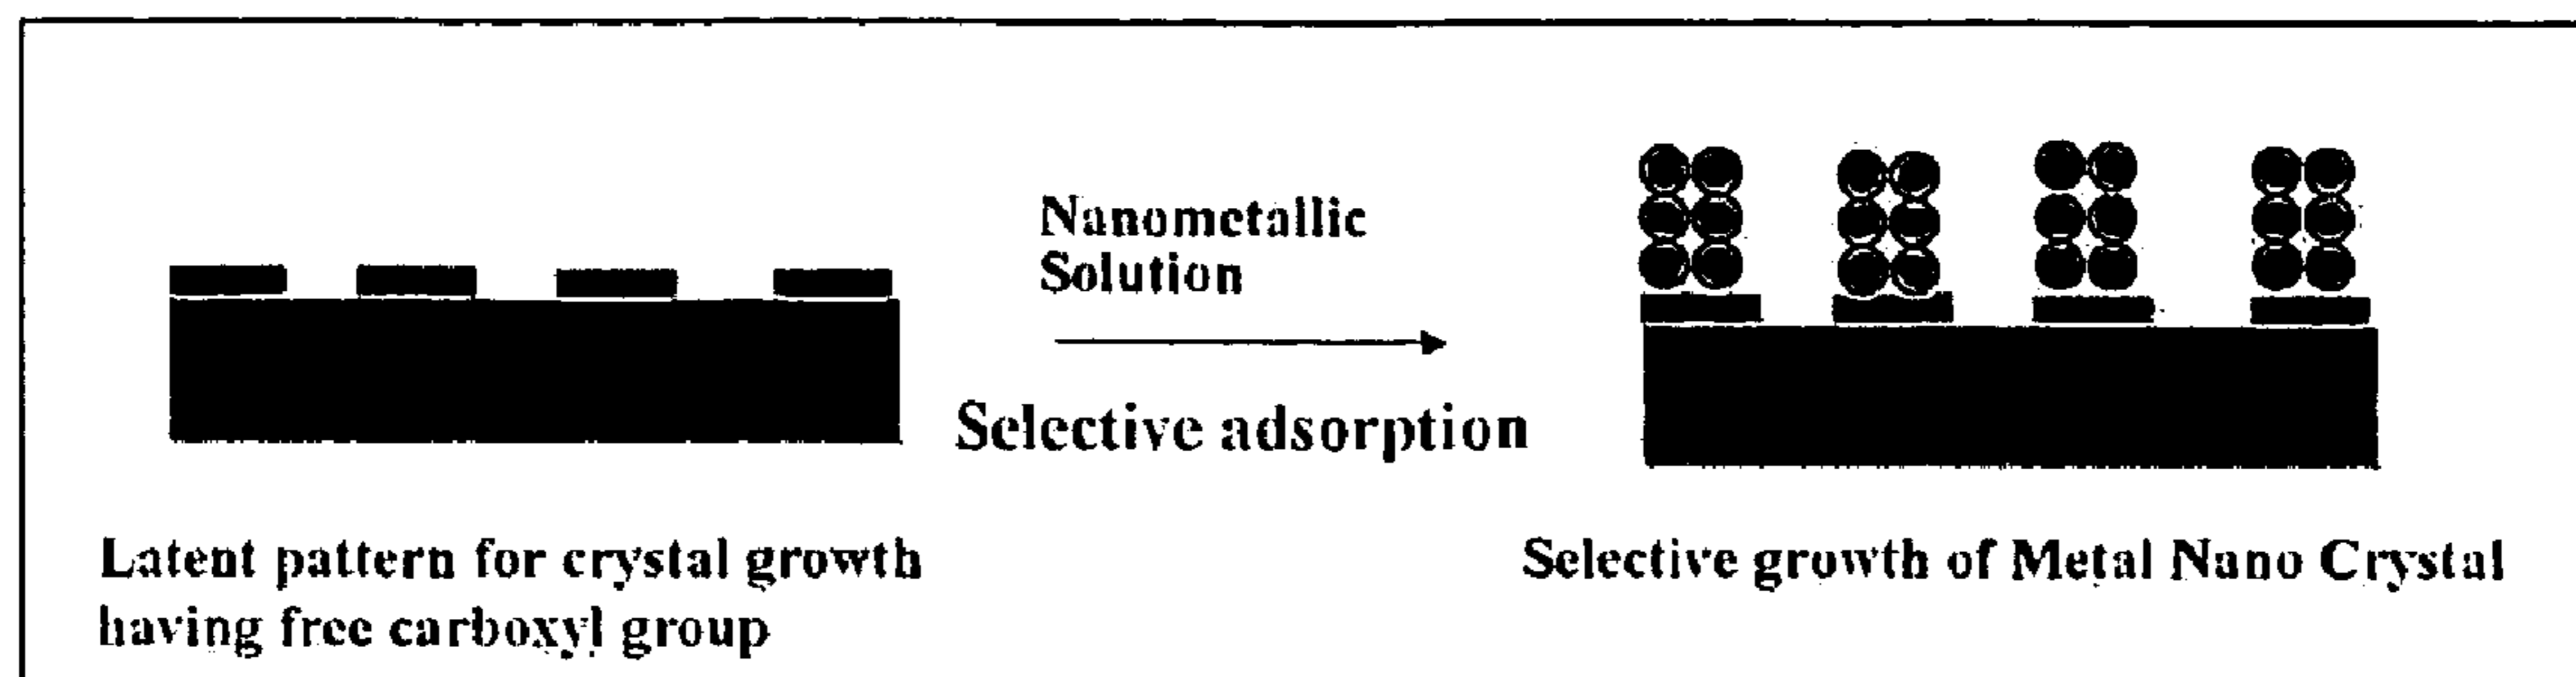 Nanometallic
Solution
Selective adsorption
Latent pattern for crystal growth
having free carboxyl group
Selective growth of Metal Nano Crystal